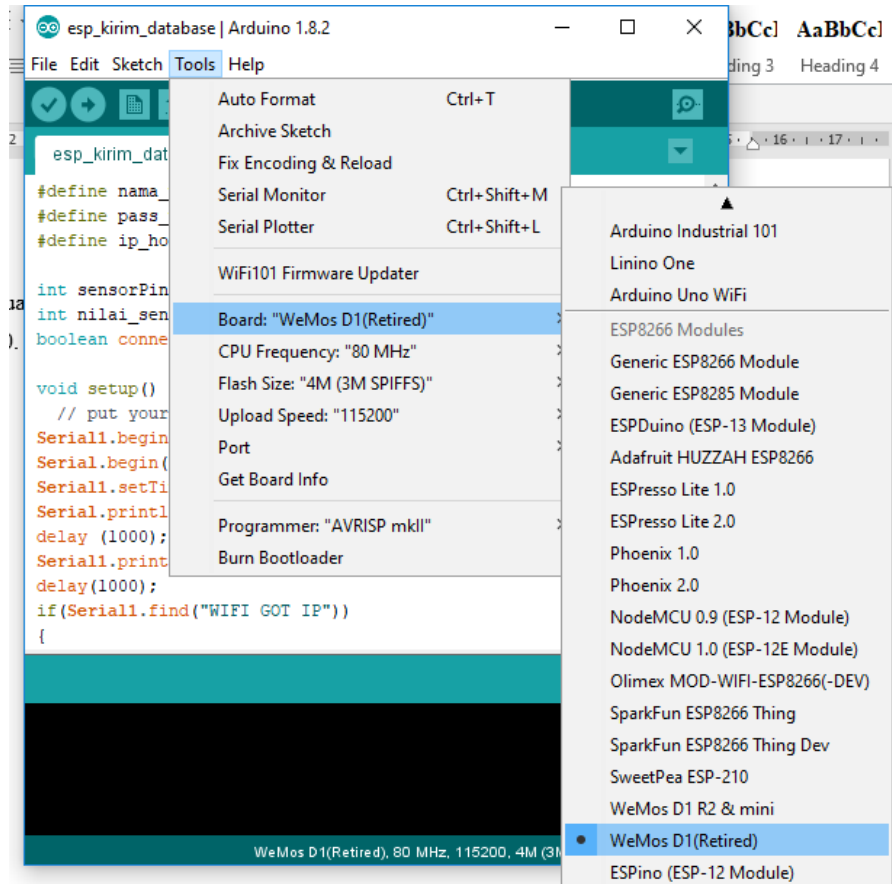 esp_kirim_database | Arduino 1.8.2
bCcl AaBbCcl
ding 3 Heading 4
File Edit Sketch Tools Help
16 17
esp_kirim_dat
#define nama_
#define pass_
#define ip_ho
int sensorPin
int nilai_sen
boolean conne
void setup()
// put your
Serial1.begin
Serial.begin(
Serial1.setTi
Serial.printl
delay (1000);
Serial1.print
delay(1000);
if(Serial1.find("WIFI GOT IP"))
{
Auto Format Ctrl+T
Archive Sketch
Fix Encoding & Reload
Serial Monitor Ctrl+Shift+M
Serial Plotter Ctrl+Shift+L
WiFi101 Firmware Updater
Board: "WeMos D1(Retired)"
CPU Frequency: "80 MHz"
Flash Size: "4M (3M SPIFFS)"
Upload Speed: "115200"
Port
Get Board Info
Programmer: "AVRISP mkII"
Burn Bootloader
Arduino Industrial 101
Linino One
Arduino Uno WiFi
ESP8266 Modules
Generic ESP8266 Module
Generic ESP8285 Module
ESPDuino (ESP-13 Module)
Adafruit HUZZAH ESP8266
ESPresso Lite 1.0
ESPresso Lite 2.0
Phoenix 1.0
Phoenix 2.0
NodeMCU 0.9 (ESP-12 Module)
NodeMCU 1.0 (ESP-12E Module)
Olimex MOD-WIFI-ESP8266(-DEV)
SparkFun ESP8266 Thing
SparkFun ESP8266 Thing Dev
SweetPea ESP-210
WeMos D1 R2 & mini
WeMos D1(Retired)
ESPino (ESP-12 Module)
WeMos D1(Retired), 80 MHz, 115200, 4M (3M